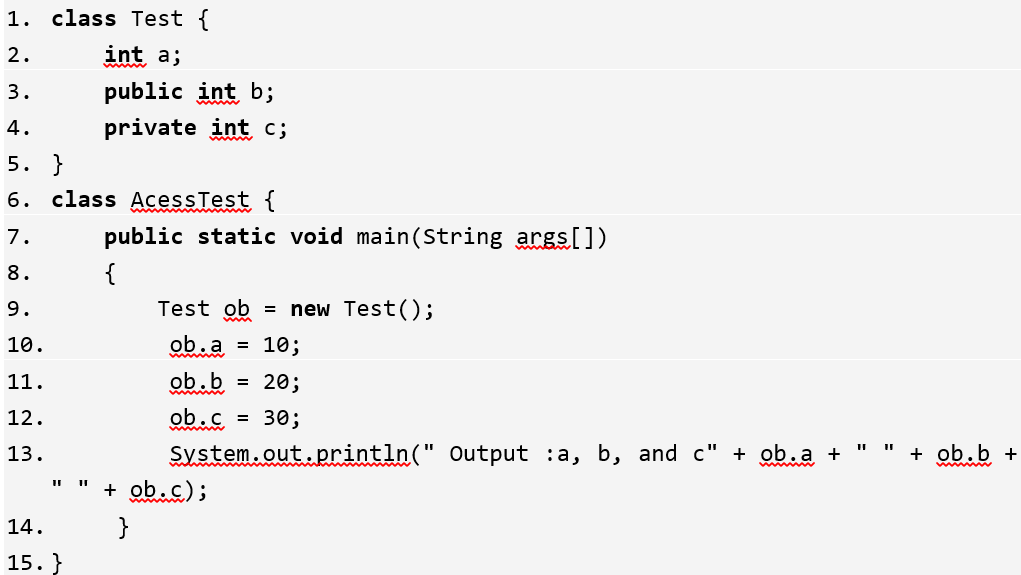 1. class Test {
2. int a;
3. public int b;
4. private int c;
5. }
6. class AcessTest {
7. public static void main(String args[])
8. {
9. Test ob = new Test();
10. ob.a = 10;
11. ob.b = 20;
12. ob.c = 30;
13. System.out.println(" Output :a, b, and c" + ob.a + " " + ob.b +
" " + ob.c);
14. }
15. }